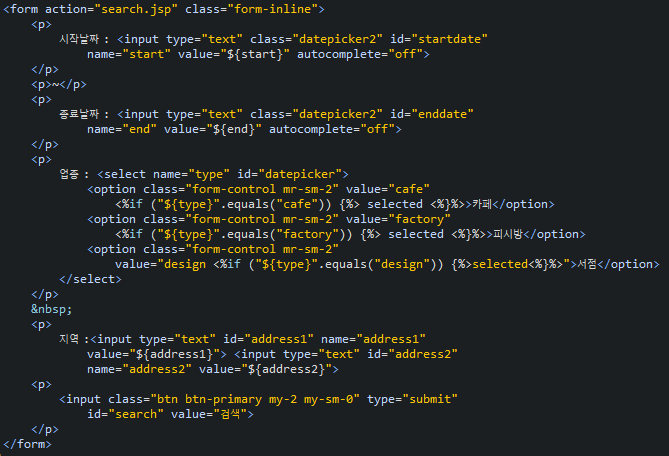 <form action="search.jsp" class="form-inline">
<p>
시작날짜 : <input type="text" class="datepicker2" id="startdate"
name="start" value="${start}" autocomplete="off">
</p>
<p>~</p>
<p>
종료날짜 : <input type="text" class="datepicker2" id="enddate"
name="end" value="${end}" autocomplete="off">
</p>
<p>
업종 : <select name="type" id="datepicker">
<option class="form-control mr-sm-2" value="cafe"
<%if ("${type}".equals("cafe")) {%> selected <%}%>>카페</option>
<option class="form-control mr-sm-2" value="factory"
<%if ("${type}".equals("factory")) {%> selected <%}%>>피시방</option>
<option class="form-control mr-sm-2"
value="design <%if ("${type}".equals("design")) {%>selected<%}%>">서점</option>
</select>
</p>
&nbsp;
<p>
지역 :<input type="text" id="address1" name="address1"
value="${address1}"> <input type="text" id="address2"
name="address2" value="${address2}">
<p>
<input class="btn btn-primary my-2 my-sm-0" type="submit"
id="search" value="검색">
</p>
</form>